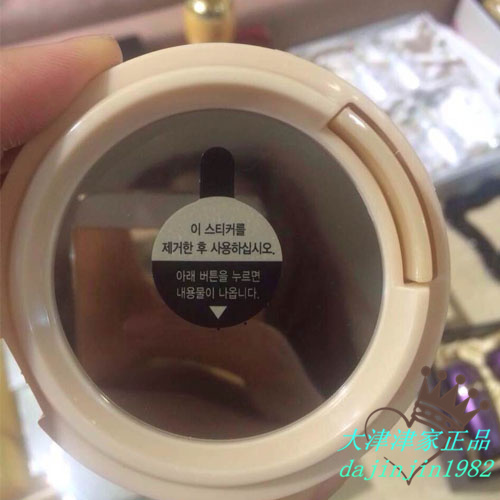 이 스티커를
제거한 후 사용하십시오.
아래 버튼을 누르면
내용물이 나옵니다.
大津津家正品
dajinjin1982